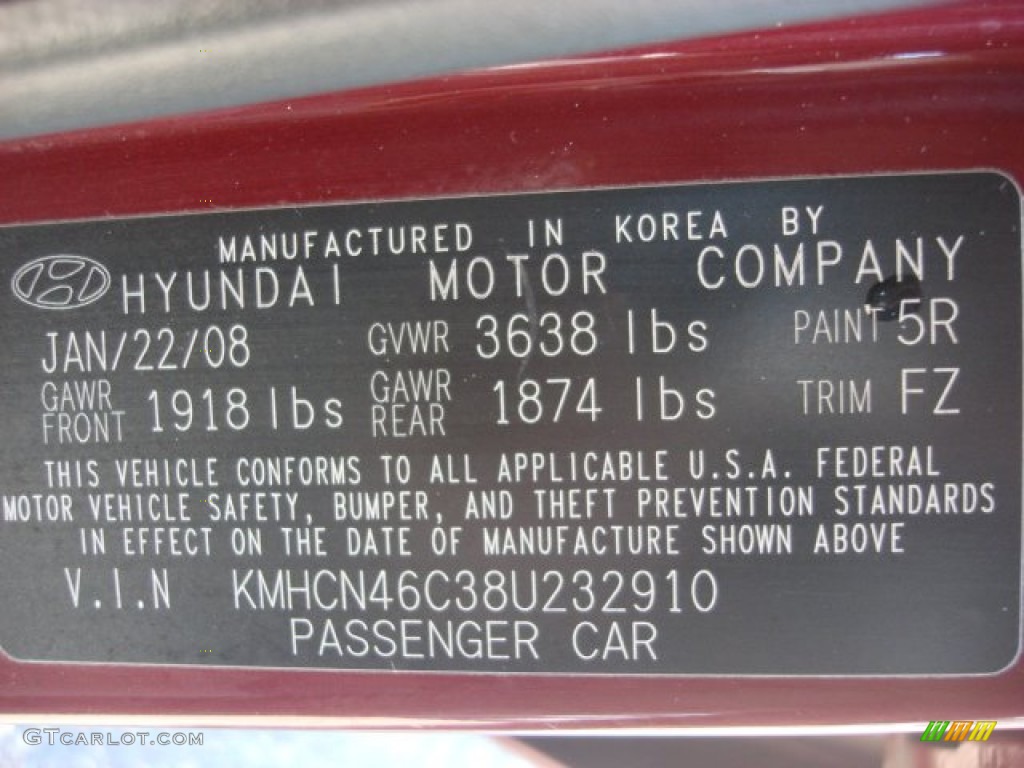 MANUFACTURED IN KOREA BY
HYUNDAI MOTOR COMPANY
JAN/22/08 GVWR 3638 lbs PAINT 5R
GAWR FRONT 1918 lbs GAWR REAR 1874 lbs TRIM FZ
THIS VEHICLE CONFORMS TO ALL APPLICABLE U.S.A. FEDERAL
MOTOR VEHICLE SAFETY, BUMPER, AND THEFT PREVENTION STANDARDS
IN EFFECT ON THE DATE OF MANUFACTURE SHOWN ABOVE
V.I.N KMHCN46C38U232910
PASSENGER CAR
GTCARLOT.COM